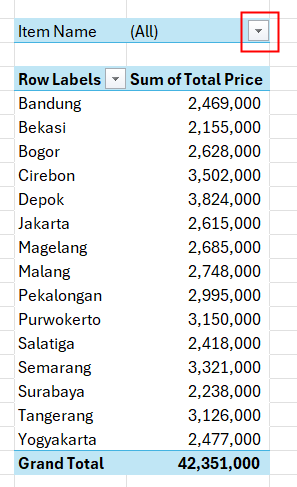 Item Name (All)
Row Labels Sum of Total Price
Bandung 2,469,000
Bekasi 2,155,000
Bogor 2,628,000
Cirebon 3,502,000
Depok 3,824,000
Jakarta 2,615,000
Magelang 2,685,000
Malang 2,748,000
Pekalongan 2,995,000
Purwokerto 3,150,000
Salatiga 2,418,000
Semarang 3,321,000
Surabaya 2,238,000
Tangerang 3,126,000
Yogyakarta 2,477,000
Grand Total 42,351,000